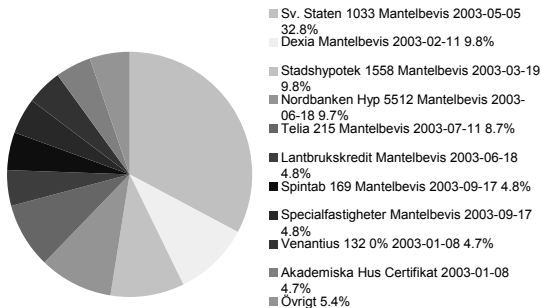 Sv. Staten 1033 Mantelbevis 2003-05-05
32.8%
Dexia Mantelbevis 2003-02-11 9.8%
Stadshypotek 1558 Mantelbevis 2003-03-19
9.8%
Nordbanken Hyp 5512 Mantelbevis 2003-
06-18 9.7%
Telia 215 Mantelbevis 2003-07-11 8.7%
Lantbrukskredit Mantelbevis 2003-06-18
4.8%
Spintab 169 Mantelbevis 2003-09-17 4.8%
Specialfastigheter Mantelbevis 2003-09-17
4.8%
Venantius 132 0% 2003-01-08 4.7%
Akademiska Hus Certifikat 2003-01-08
4.7%
Övrigt 5.4%